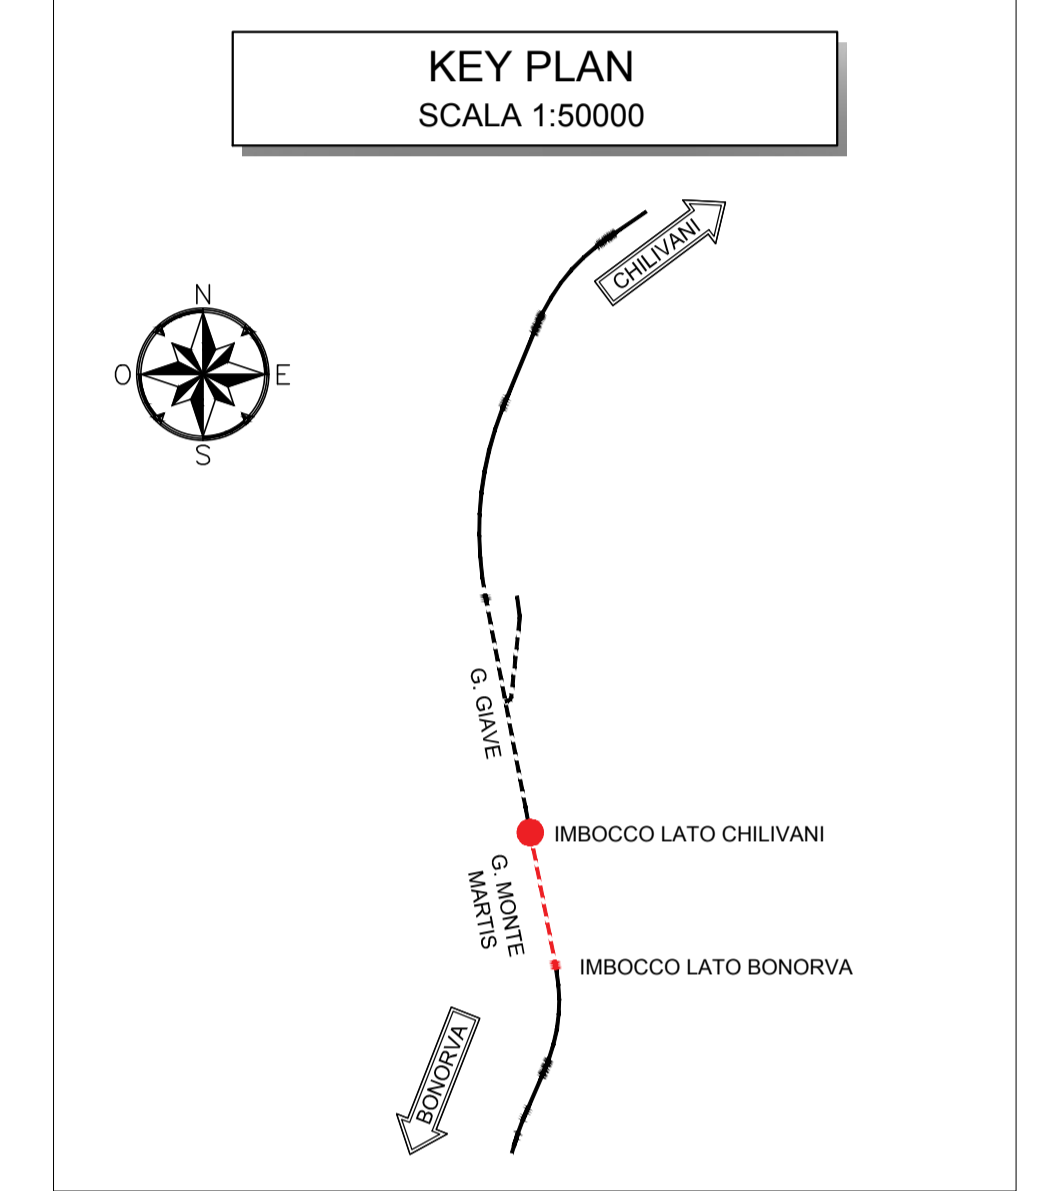 KEY PLAN
SCALA 1:50000
CHILIVANI
N
O
E
S
G. GIAVE
IMBOCCO LATO CHILIVANI
G. MONTE
MARTIS
IMBOCCO LATO BONORVA
BONORVA